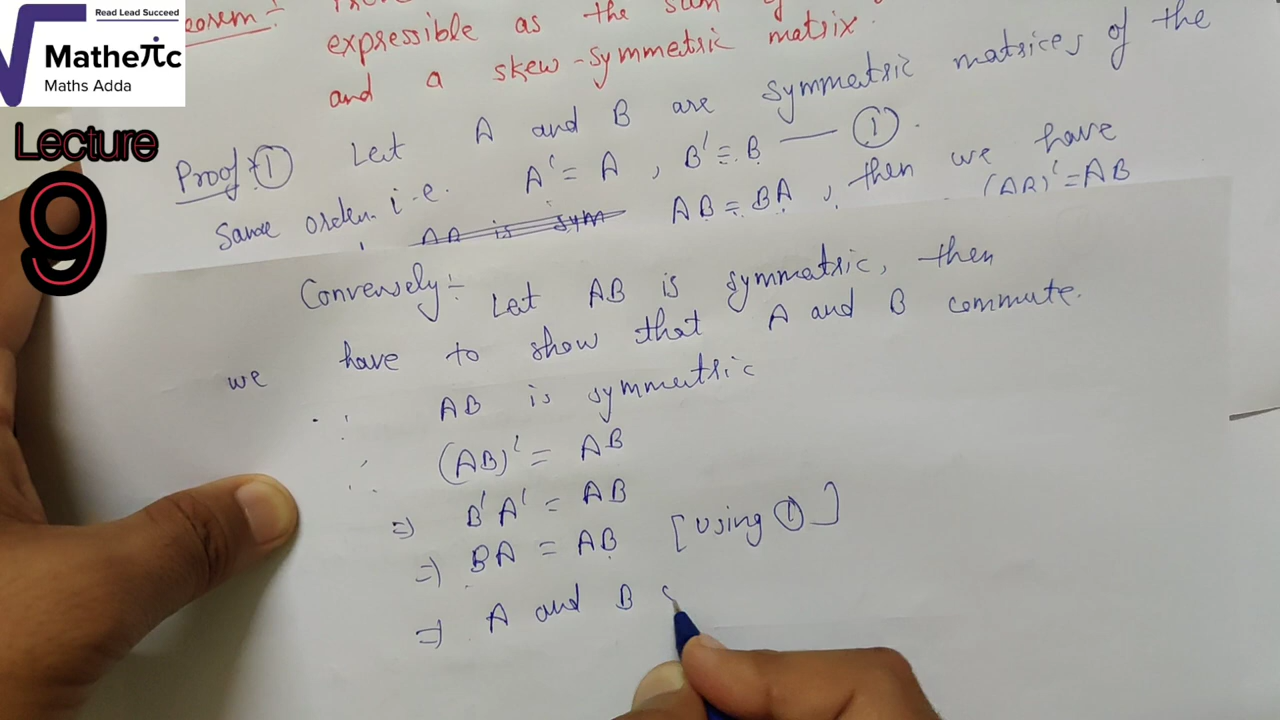 Read Lead Succeed
Matheπc
Maths Adda
Lecture
9
eorem :-
expressible as the sum
and a skew-symmetric matrix.
Proof :- ① Let A and B are symmetric matrices of the
same order. i.e. A' = A , B' = B — ① .
AB = BA , then we have
(AB)' = AB
Conversely :- Let AB is symmetric, then
we have to show that A and B commute.
∵ AB is symmetric
∴ (AB)' = AB
⇒ B'A' = AB
⇒ BA = AB [Using ①]
⇒ A and B